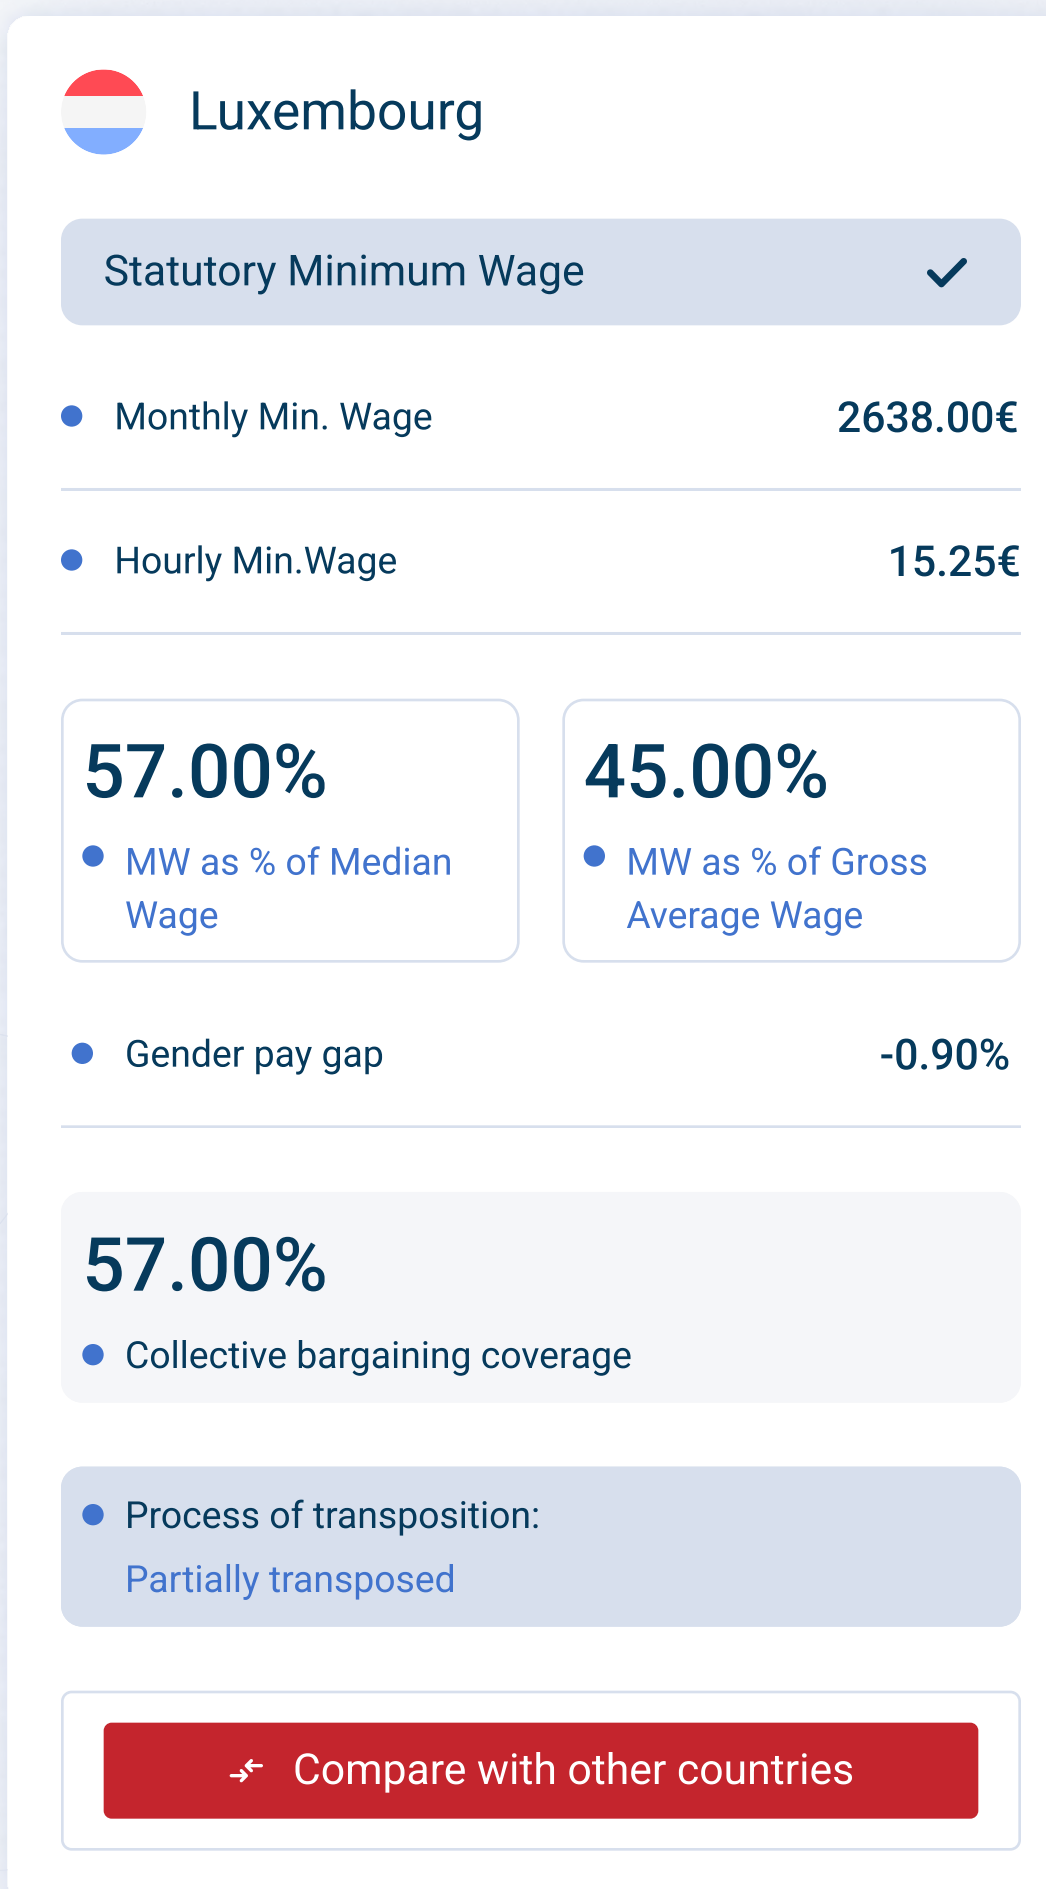 Luxembourg
Statutory Minimum Wage
Monthly Min. Wage 2638.00€
Hourly Min.Wage 15.25€
57.00%
MW as % of Median
Wage
45.00%
MW as % of Gross
Average Wage
Gender pay gap -0.90%
57.00%
Collective bargaining coverage
Process of transposition:
Partially transposed
Compare with other countries